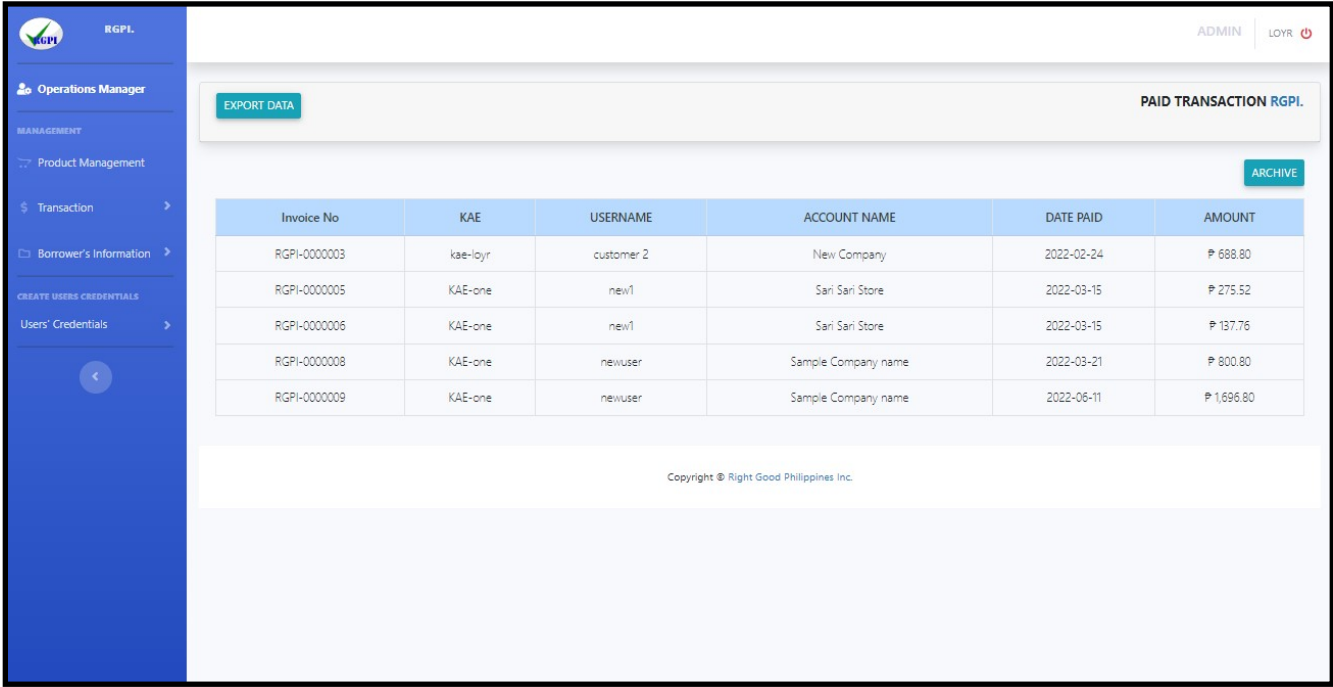 RGPI RGPI.
ADMIN LOYR
Operations Manager
EXPORT DATA
PAID TRANSACTION RGPI.
MANAGEMENT
Product Management
Transaction
Borrower's Information
CREATE USERS CREDENTIALS
Users' Credentials
ARCHIVE
Invoice No KAE USERNAME ACCOUNT NAME DATE PAID AMOUNT
RGPI-0000003 kae-loyr customer 2 New Company 2022-02-24 ₱ 688.80
RGPI-0000005 KAE-one new1 Sari Sari Store 2022-03-15 ₱ 275.52
RGPI-0000006 KAE-one new1 Sari Sari Store 2022-03-15 ₱ 137.76
RGPI-0000008 KAE-one newuser Sample Company name 2022-03-21 ₱ 800.80
RGPI-0000009 KAE-one newuser Sample Company name 2022-06-11 ₱ 1,696.80
Copyright © Right Good Philippines Inc.